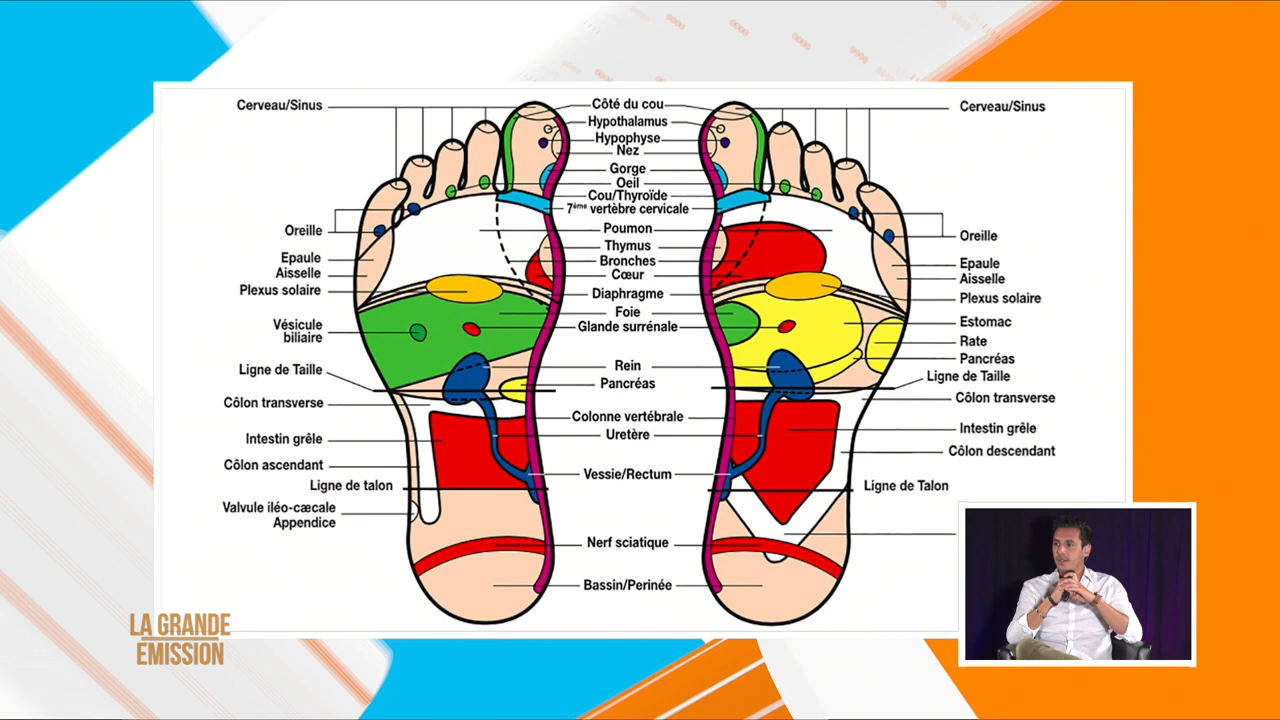 Cerveau/Sinus
Oreille
Epaule
Aisselle
Plexus solaire
Vésicule
biliaire
Ligne de Taille
Côlon transverse
Intestin grêle
Côlon ascendant
Ligne de talon
Valvule iléo-cæcale
Appendice
Côté du cou
Hypothalamus
Hypophyse
Nez
Gorge
Oeil
Cou/Thyroïde
7ème vertèbre cervicale
Poumon
Thymus
Bronches
Cœur
Diaphragme
Foie
Glande surrénale
Rein
Pancréas
Colonne vertébrale
Uretère
Vessie/Rectum
Nerf sciatique
Bassin/Perinée
Cerveau/Sinus
Oreille
Epaule
Aisselle
Plexus solaire
Estomac
Rate
Pancréas
Ligne de Taille
Côlon transverse
Intestin grêle
Côlon descendant
Ligne de Talon
LA GRANDE
EMISSION